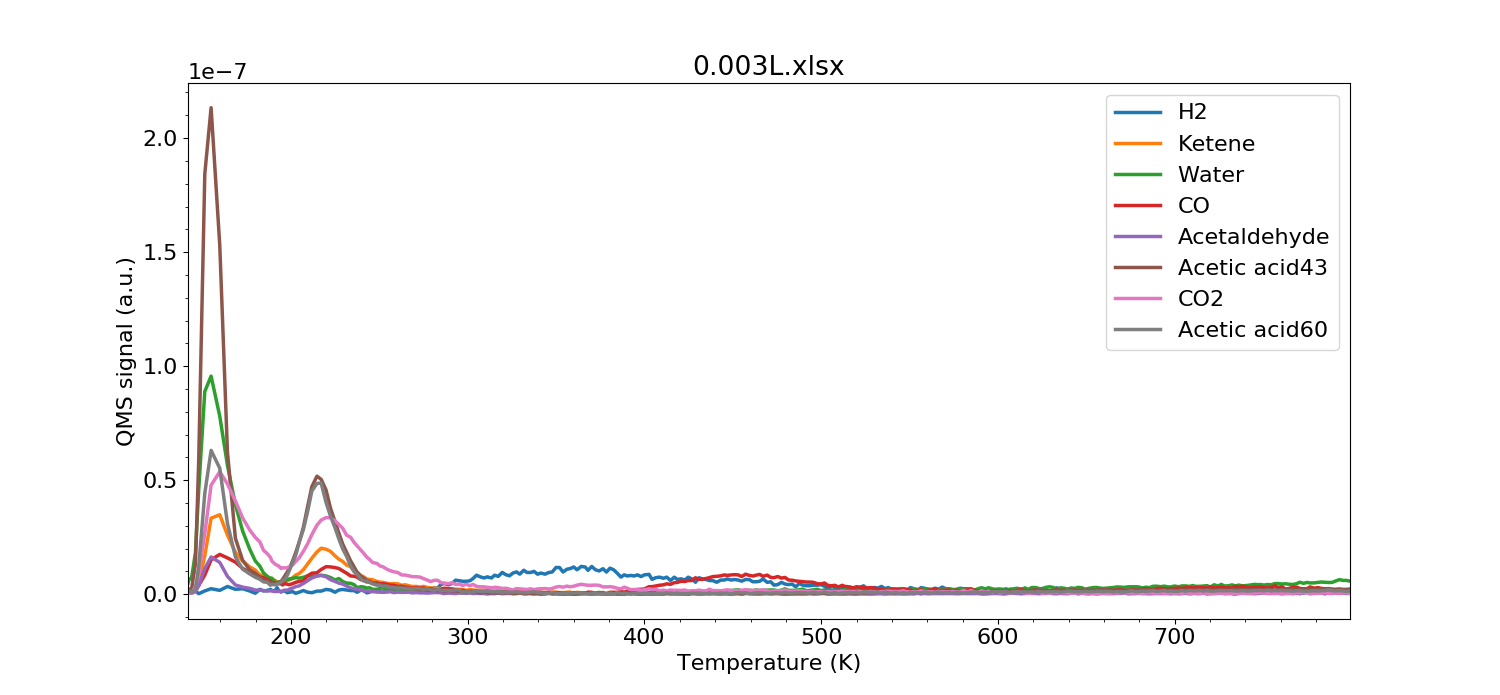 0.003L.xlsx
1e−7
2.0
1.5
1.0
0.5
0.0
QMS signal (a.u.)
200 300 400 500 600 700
Temperature (K)
H2
Ketene
Water
CO
Acetaldehyde
Acetic acid43
CO2
Acetic acid60